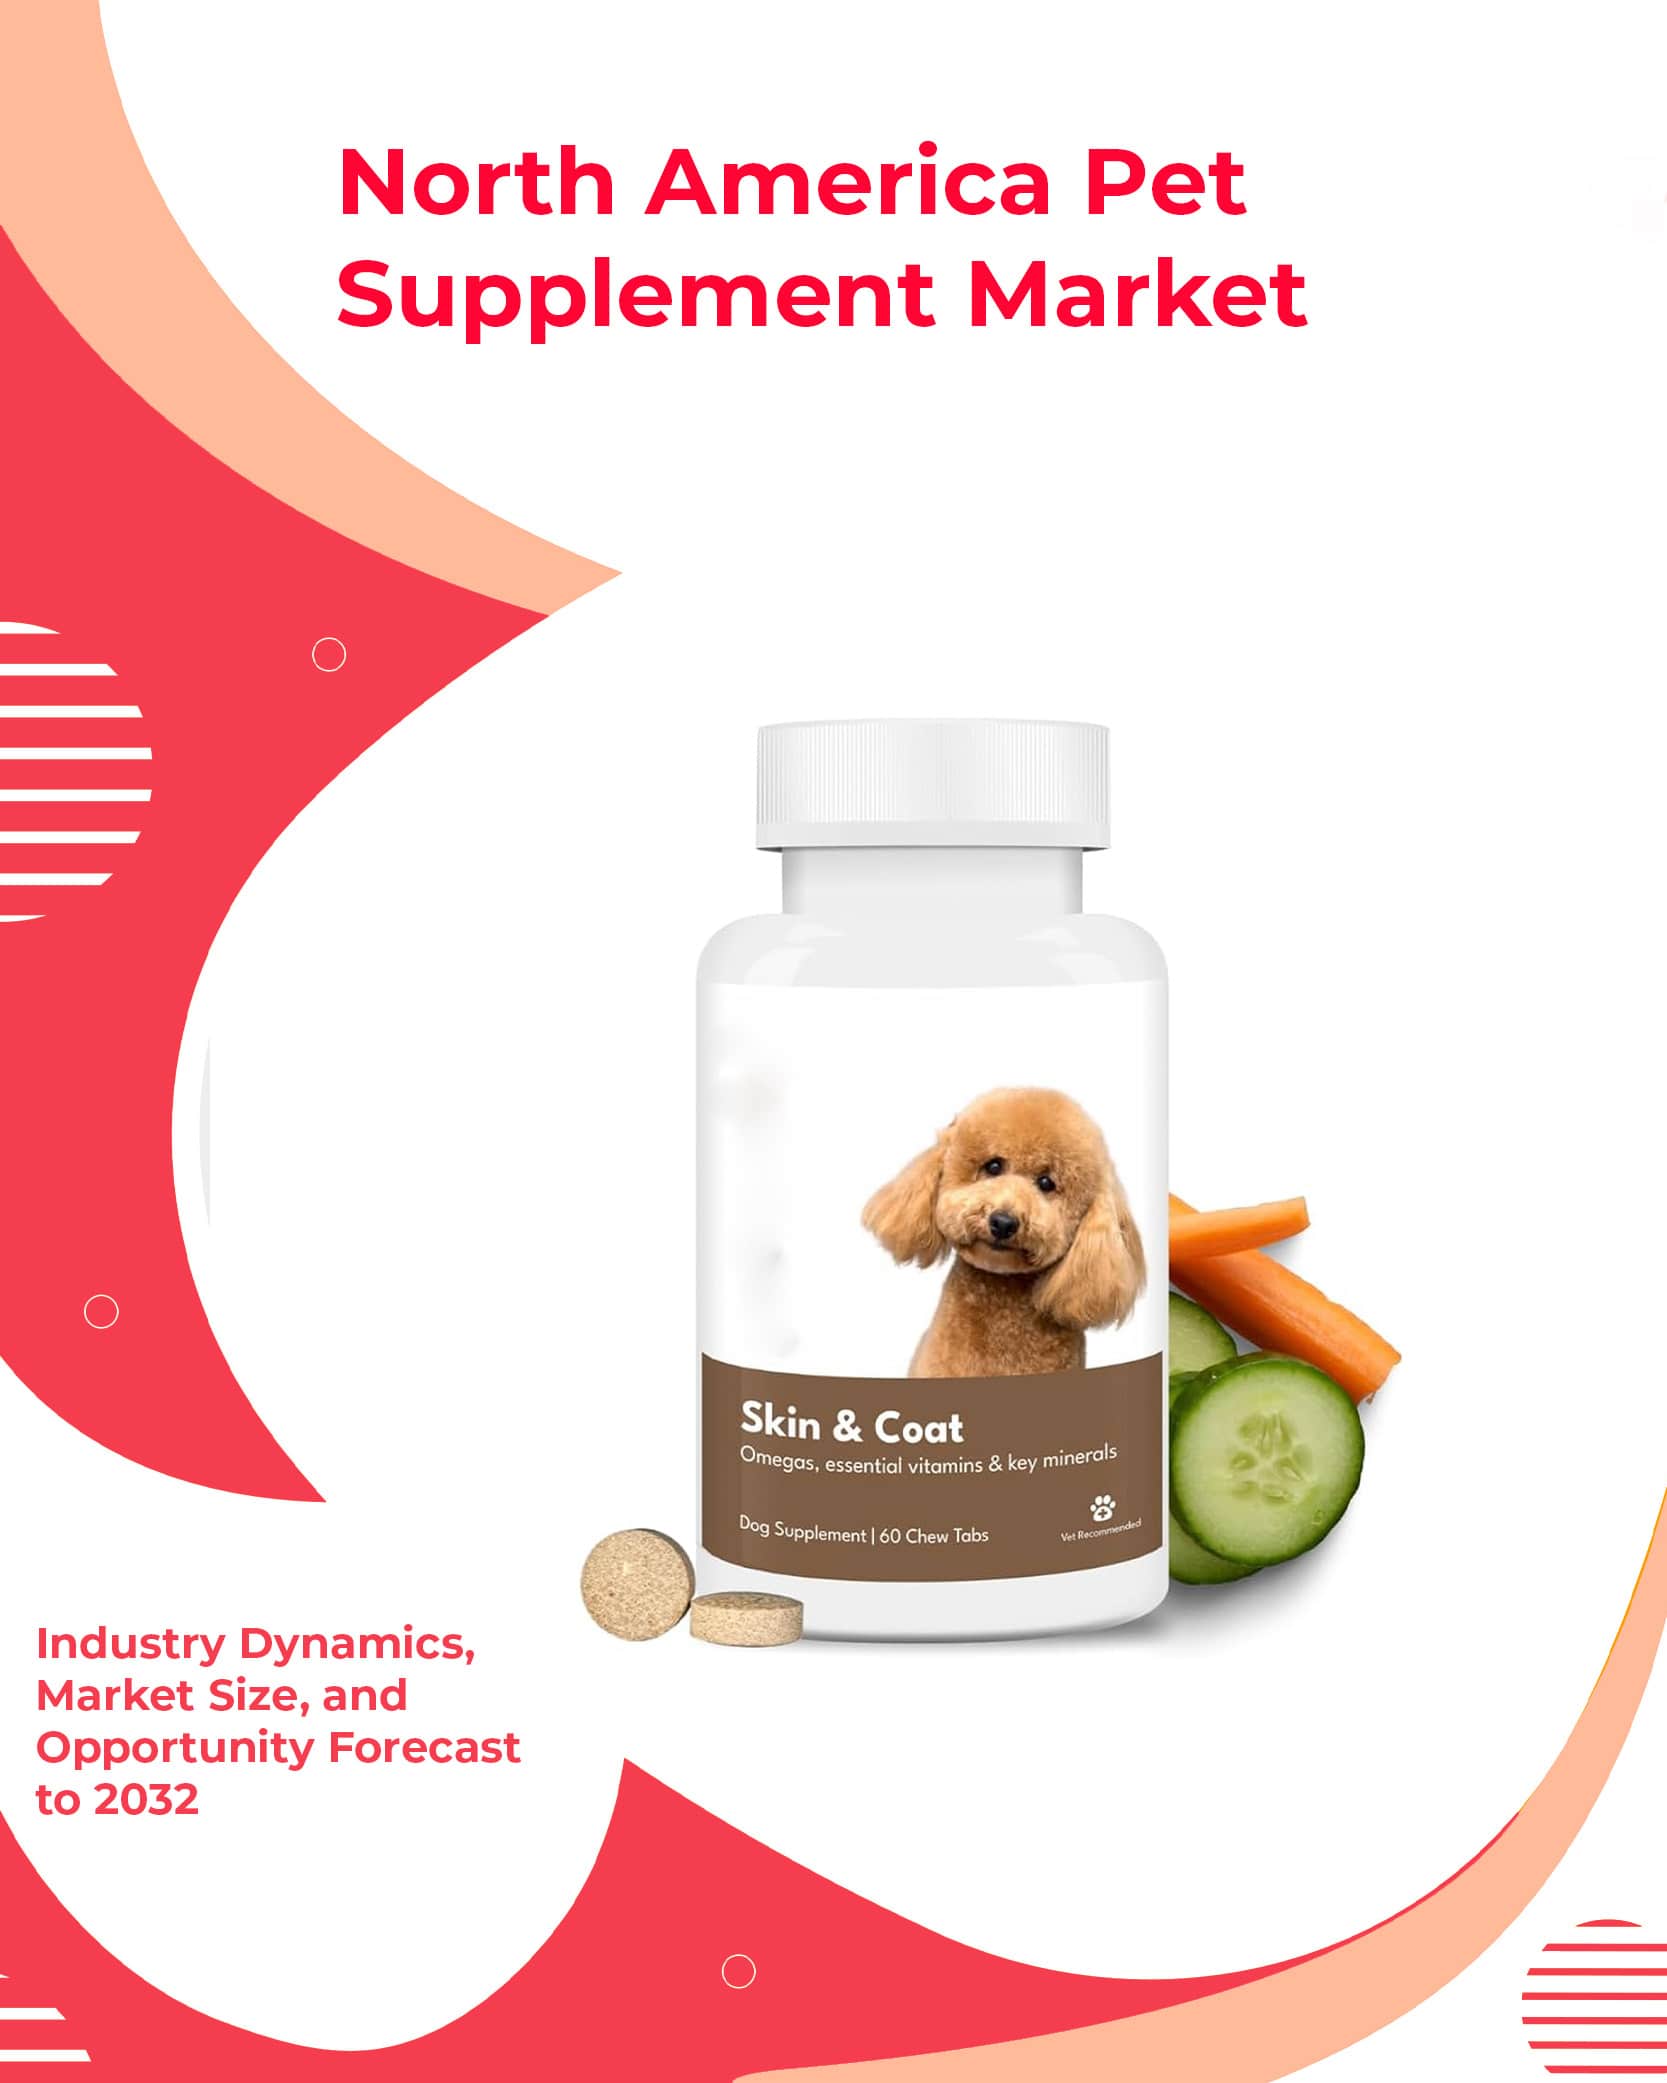 North America Pet
Supplement Market
Skin & Coat
Omegas, essential vitamins & key minerals
Dog Supplement | 60 Chew Tabs
Vet Recommended
Industry Dynamics,
Market Size, and
Opportunity Forecast
to 2032